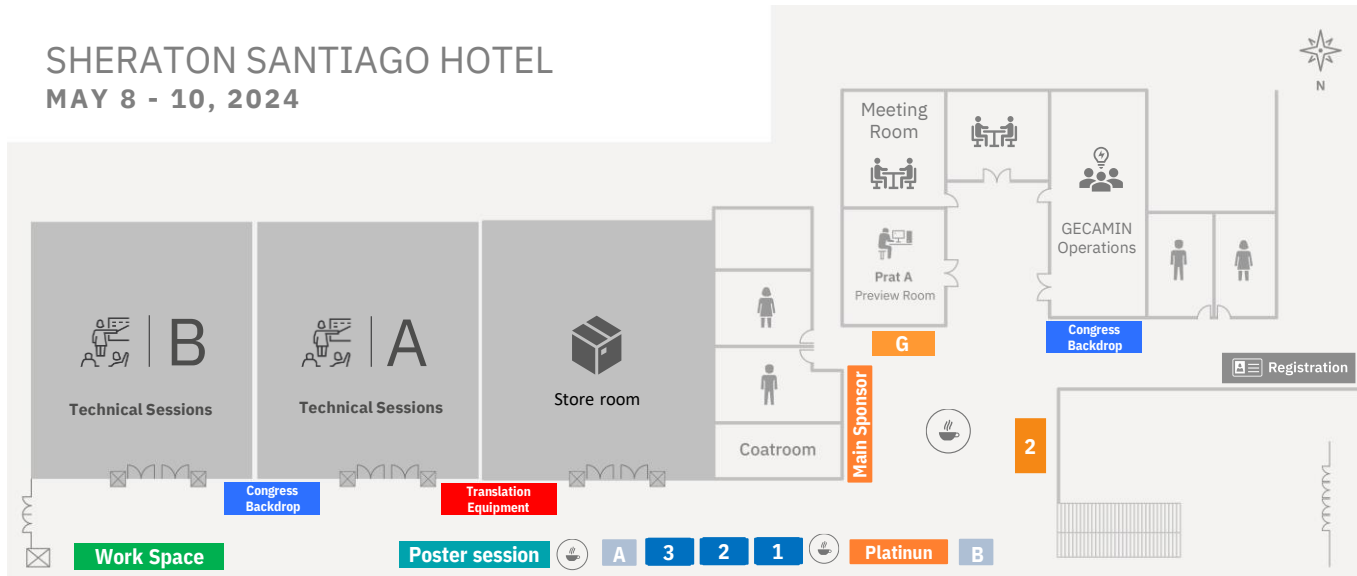 SHERATON SANTIAGO HOTEL
MAY 8 - 10, 2024
N
Meeting
Room
GECAMIN
Operations
Prat A
Preview Room
B
Technical Sessions
A
Technical Sessions
Store room
Coatroom
G
Congress
Backdrop
Registration
Main Sponsor
2
Congress
Backdrop
Translation
Equipment
Work Space
Poster session
A
3
2
1
Platinun
B